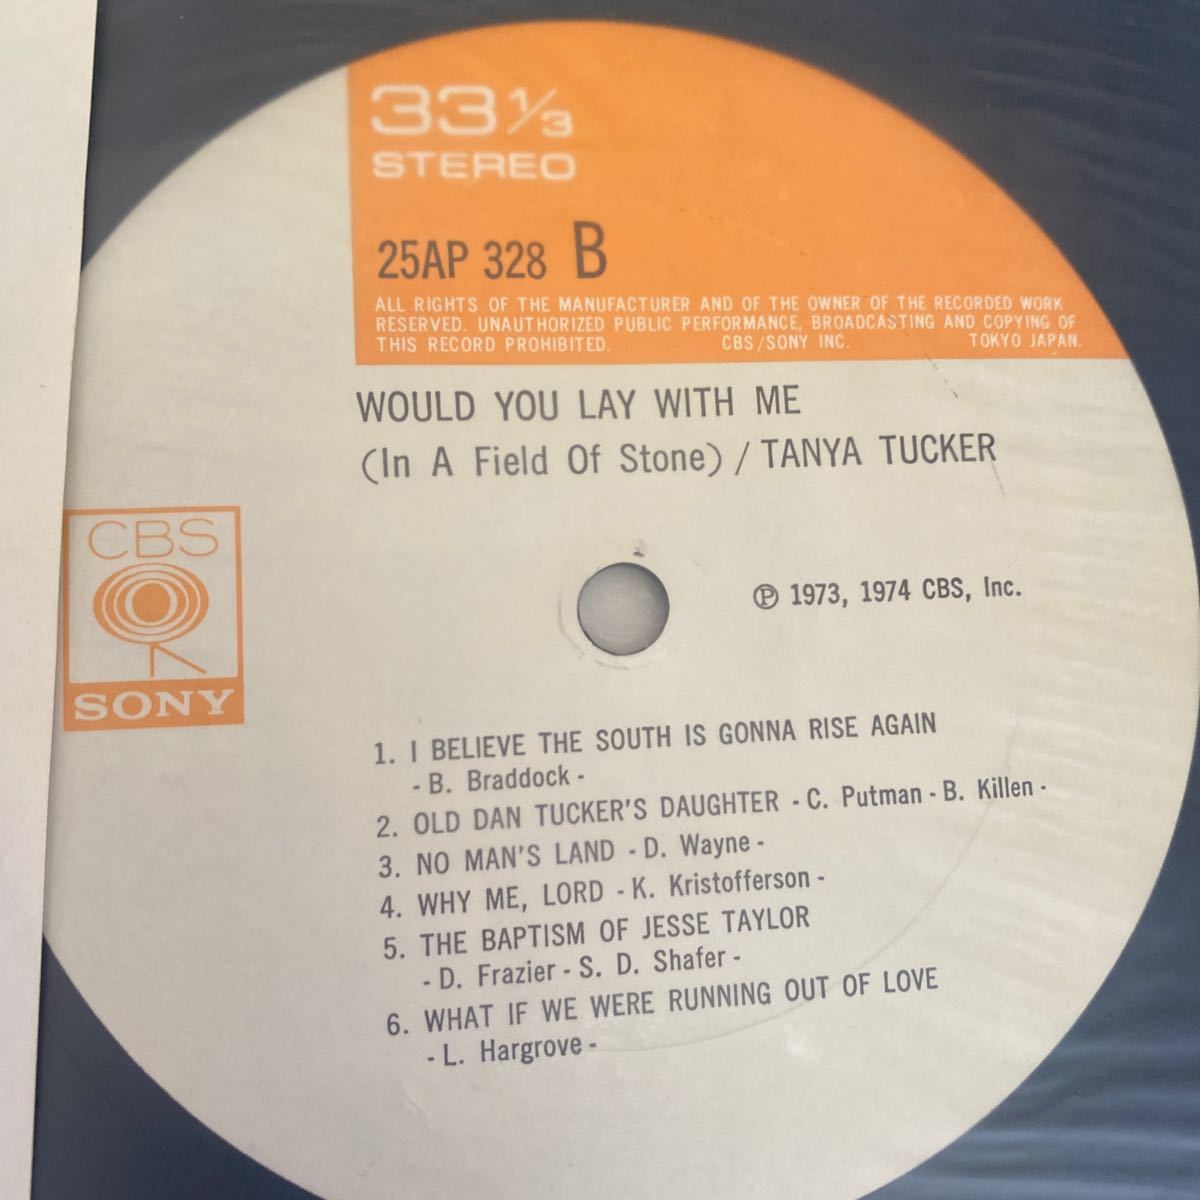 33 1/3
STEREO
25AP 328 B
ALL RIGHTS OF THE MANUFACTURER AND OF THE OWNER OF THE RECORDED WORK
RESERVED. UNAUTHORIZED PUBLIC PERFORMANCE, BROADCASTING AND COPYING OF
THIS RECORD PROHIBITED. CBS/SONY INC. TOKYO JAPAN.
WOULD YOU LAY WITH ME
(In A Field Of Stone) / TANYA TUCKER
CBS
SONY
℗ 1973, 1974 CBS, Inc.
1. I BELIEVE THE SOUTH IS GONNA RISE AGAIN
- B. Braddock -
2. OLD DAN TUCKER'S DAUGHTER - C. Putman - B. Killen -
3. NO MAN'S LAND - D. Wayne -
4. WHY ME, LORD - K. Kristofferson -
5. THE BAPTISM OF JESSE TAYLOR
- D. Frazier - S. D. Shafer -
6. WHAT IF WE WERE RUNNING OUT OF LOVE
- L. Hargrove -